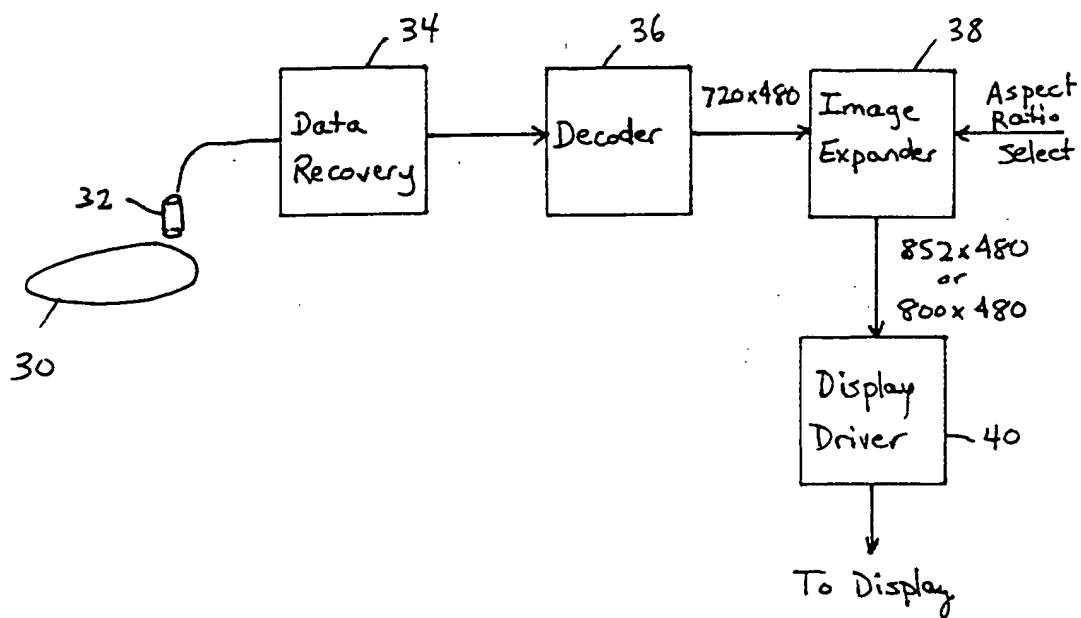 34
36
38
Data
Recovery
Decoder
720x480
Image
Expander
Aspect
Ratio
Select
32
30
852x480
or
800x480
Display
Driver
40
To Display